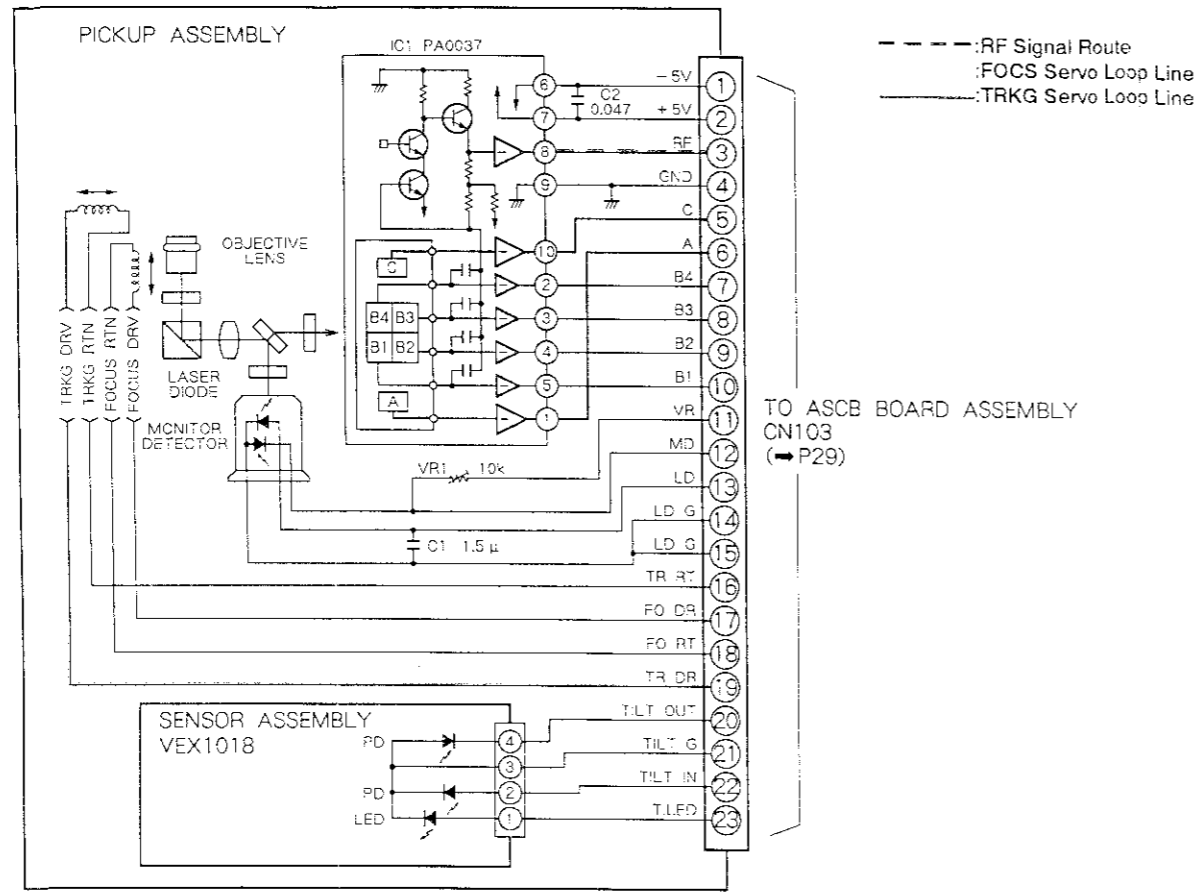 PICKUP ASSEMBLY
IC1 PA0037
- - - - :RF Signal Route
:FOCS Servo Loop Line
:TRKG Servo Loop Line
6
7
8
9
10
2
3
4
5
1
C2
0.047
-5V
+5V
RF
GND
C
A
B4
B3
B2
B1
VR
MD
LD
LD G
LD G
TR RT
FO DR
FO RT
TR DR
TILT OUT
TILT G
TILT IN
T.LED
1
2
3
4
5
6
7
8
9
10
11
12
13
14
15
16
17
18
19
20
21
22
23
C
B4 B3
B1 B2
A
OBJECTIVE
LENS
TRKG DRV
TRKG RTN
FOCUS RTN
FOCUS DRV
LASER
DIODE
MONITOR
DETECTOR
VR1 10k
C1 1.5 μ
TO ASCB BOARD ASSEMBLY
CN103
(➡P29)
SENSOR ASSEMBLY
VEX1018
PD
PD
LED
4
3
2
1